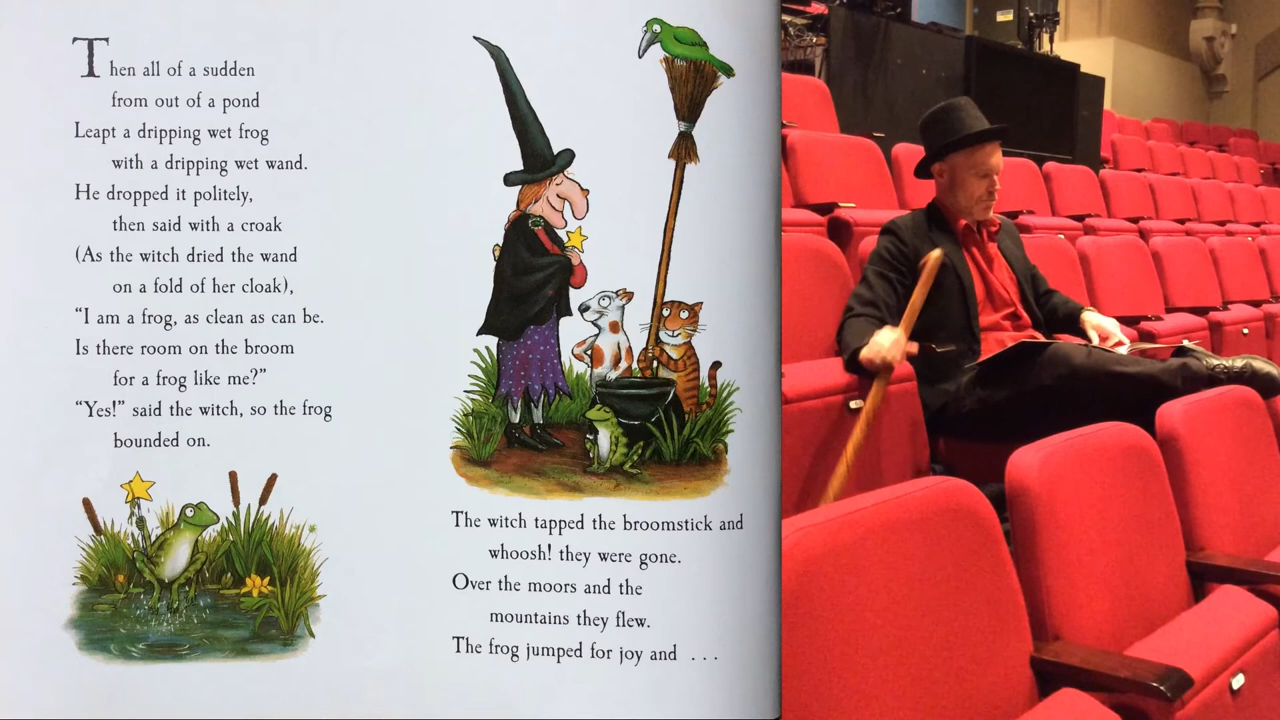 Then all of a sudden
from out of a pond
Leapt a dripping wet frog
with a dripping wet wand.
He dropped it politely,
then said with a croak
(As the witch dried the wand
on a fold of her cloak),
“I am a frog, as clean as can be.
Is there room on the broom
for a frog like me?”
“Yes!” said the witch, so the frog
bounded on.
The witch tapped the broomstick and
whoosh! they were gone.
Over the moors and the
mountains they flew.
The frog jumped for joy and . . .